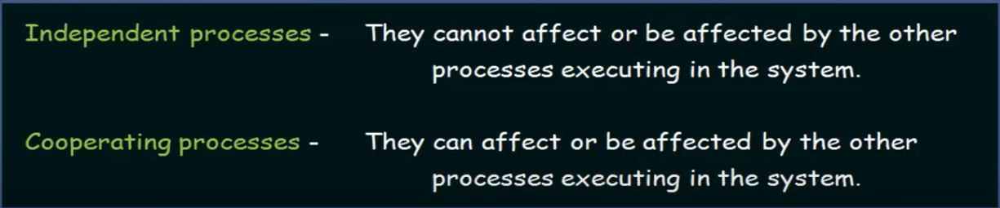 Independent processes - They cannot affect or be affected by the other
processes executing in the system.
Cooperating processes - They can affect or be affected by the other
processes executing in the system.